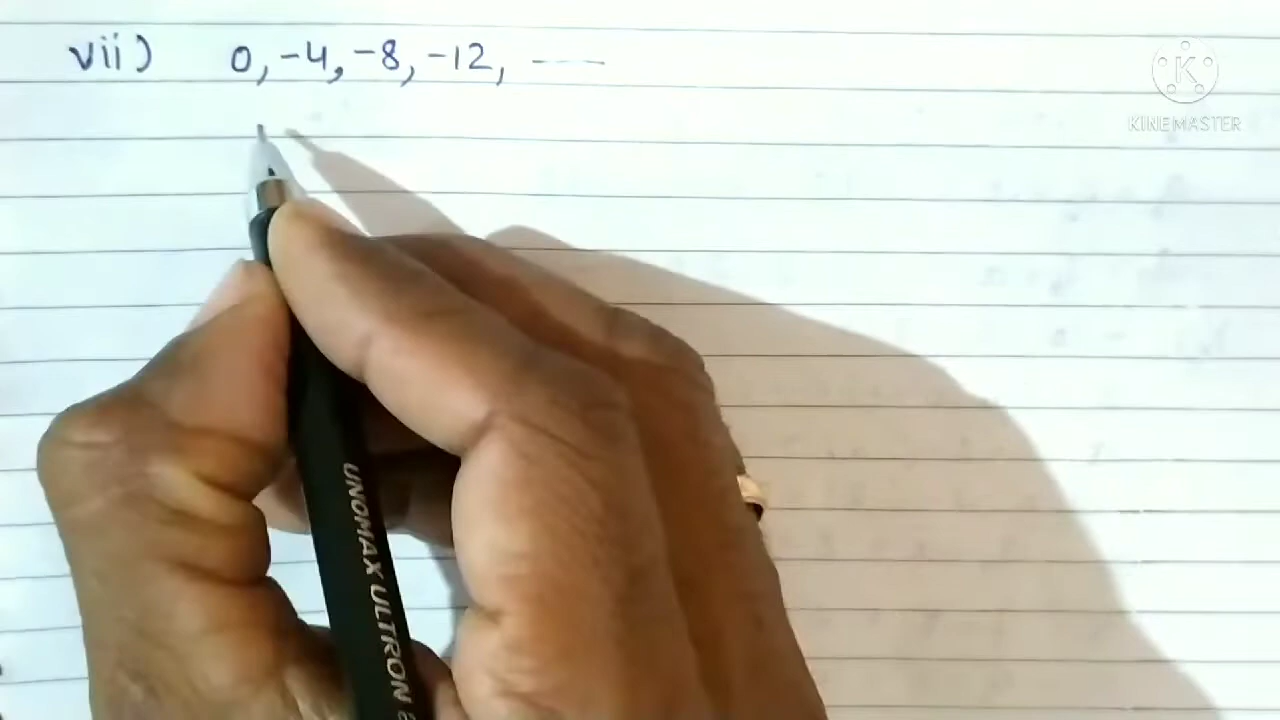 vii) 0, -4, -8, -12, ——
KINEMASTER
UNOMAX ULTRON